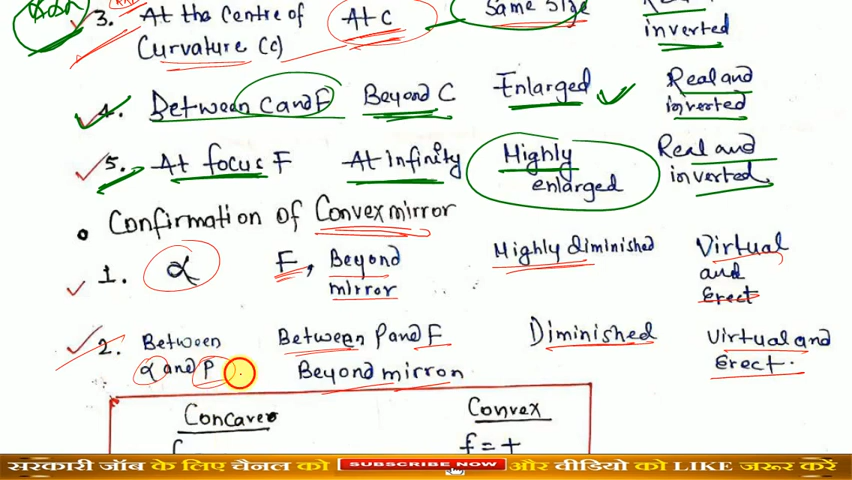 3. At the Centre of Curvature (C) At C Same Size inverted
4. Between C and F Beyond C Enlarged Real and inverted
5. At focus F At infinity Highly enlarged Real and inverted
• Confirmation of Convex mirror
1. α F, Beyond mirror Highly diminished Virtual and Erect
2. Between α and P Between P and F Beyond mirror Diminished Virtual and Erect.
Concave Convex
f = +
सरकारी जॉब के लिए चैनल को SUBSCRIBE NOW और वीडियो को LIKE जरूर करें